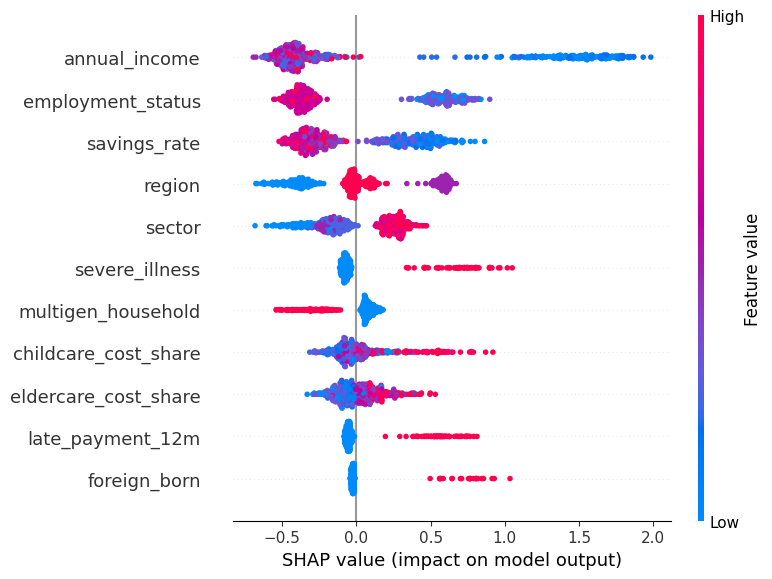 High
annual_income
employment_status
savings_rate
region
sector
severe_illness
multigen_household
childcare_cost_share
eldercare_cost_share
late_payment_12m
foreign_born
Feature value
Low
−0.5 0.0 0.5 1.0 1.5 2.0
SHAP value (impact on model output)